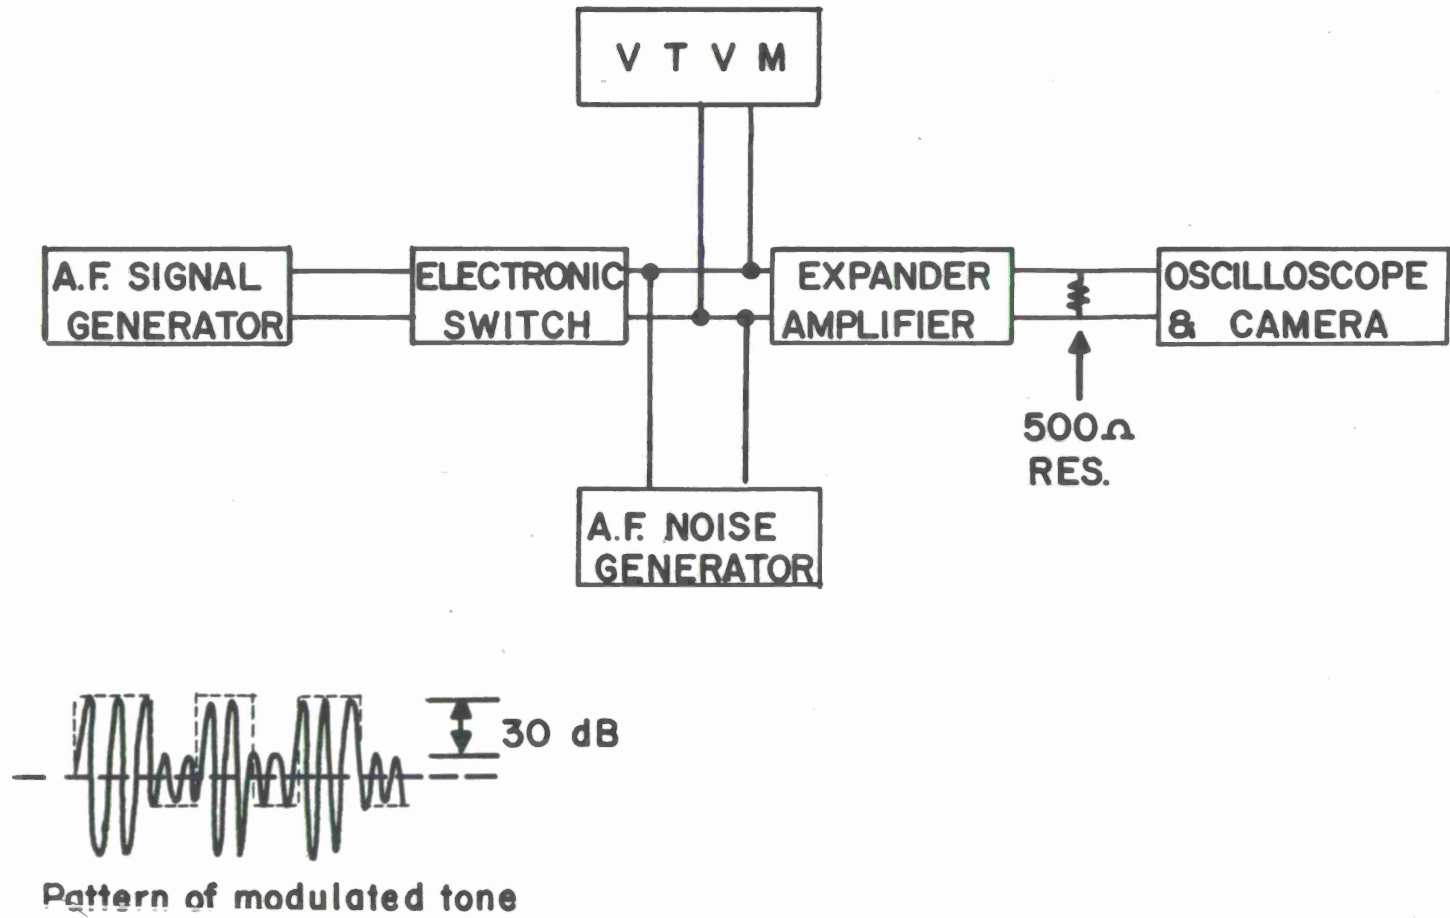 V T V M
A.F. SIGNAL
GENERATOR
ELECTRONIC
SWITCH
EXPANDER
AMPLIFIER
OSCILLOSCOPE
& CAMERA
500Ω
RES.
A.F. NOISE
GENERATOR
30 dB
Pattern of modulated tone